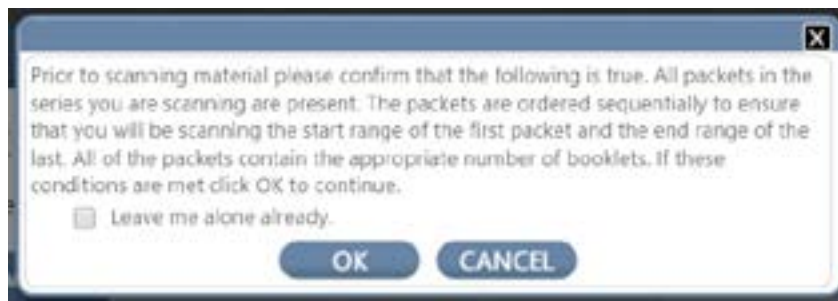 X
Prior to scanning material please confirm that the following is true. All packets in the
series you are scanning are present. The packets are ordered sequentially to ensure
that you will be scanning the start range of the first packet and the end range of the
last. All of the packets contain the appropriate number of booklets. If these
conditions are met click OK to continue.
Leave me alone already.
OK CANCEL